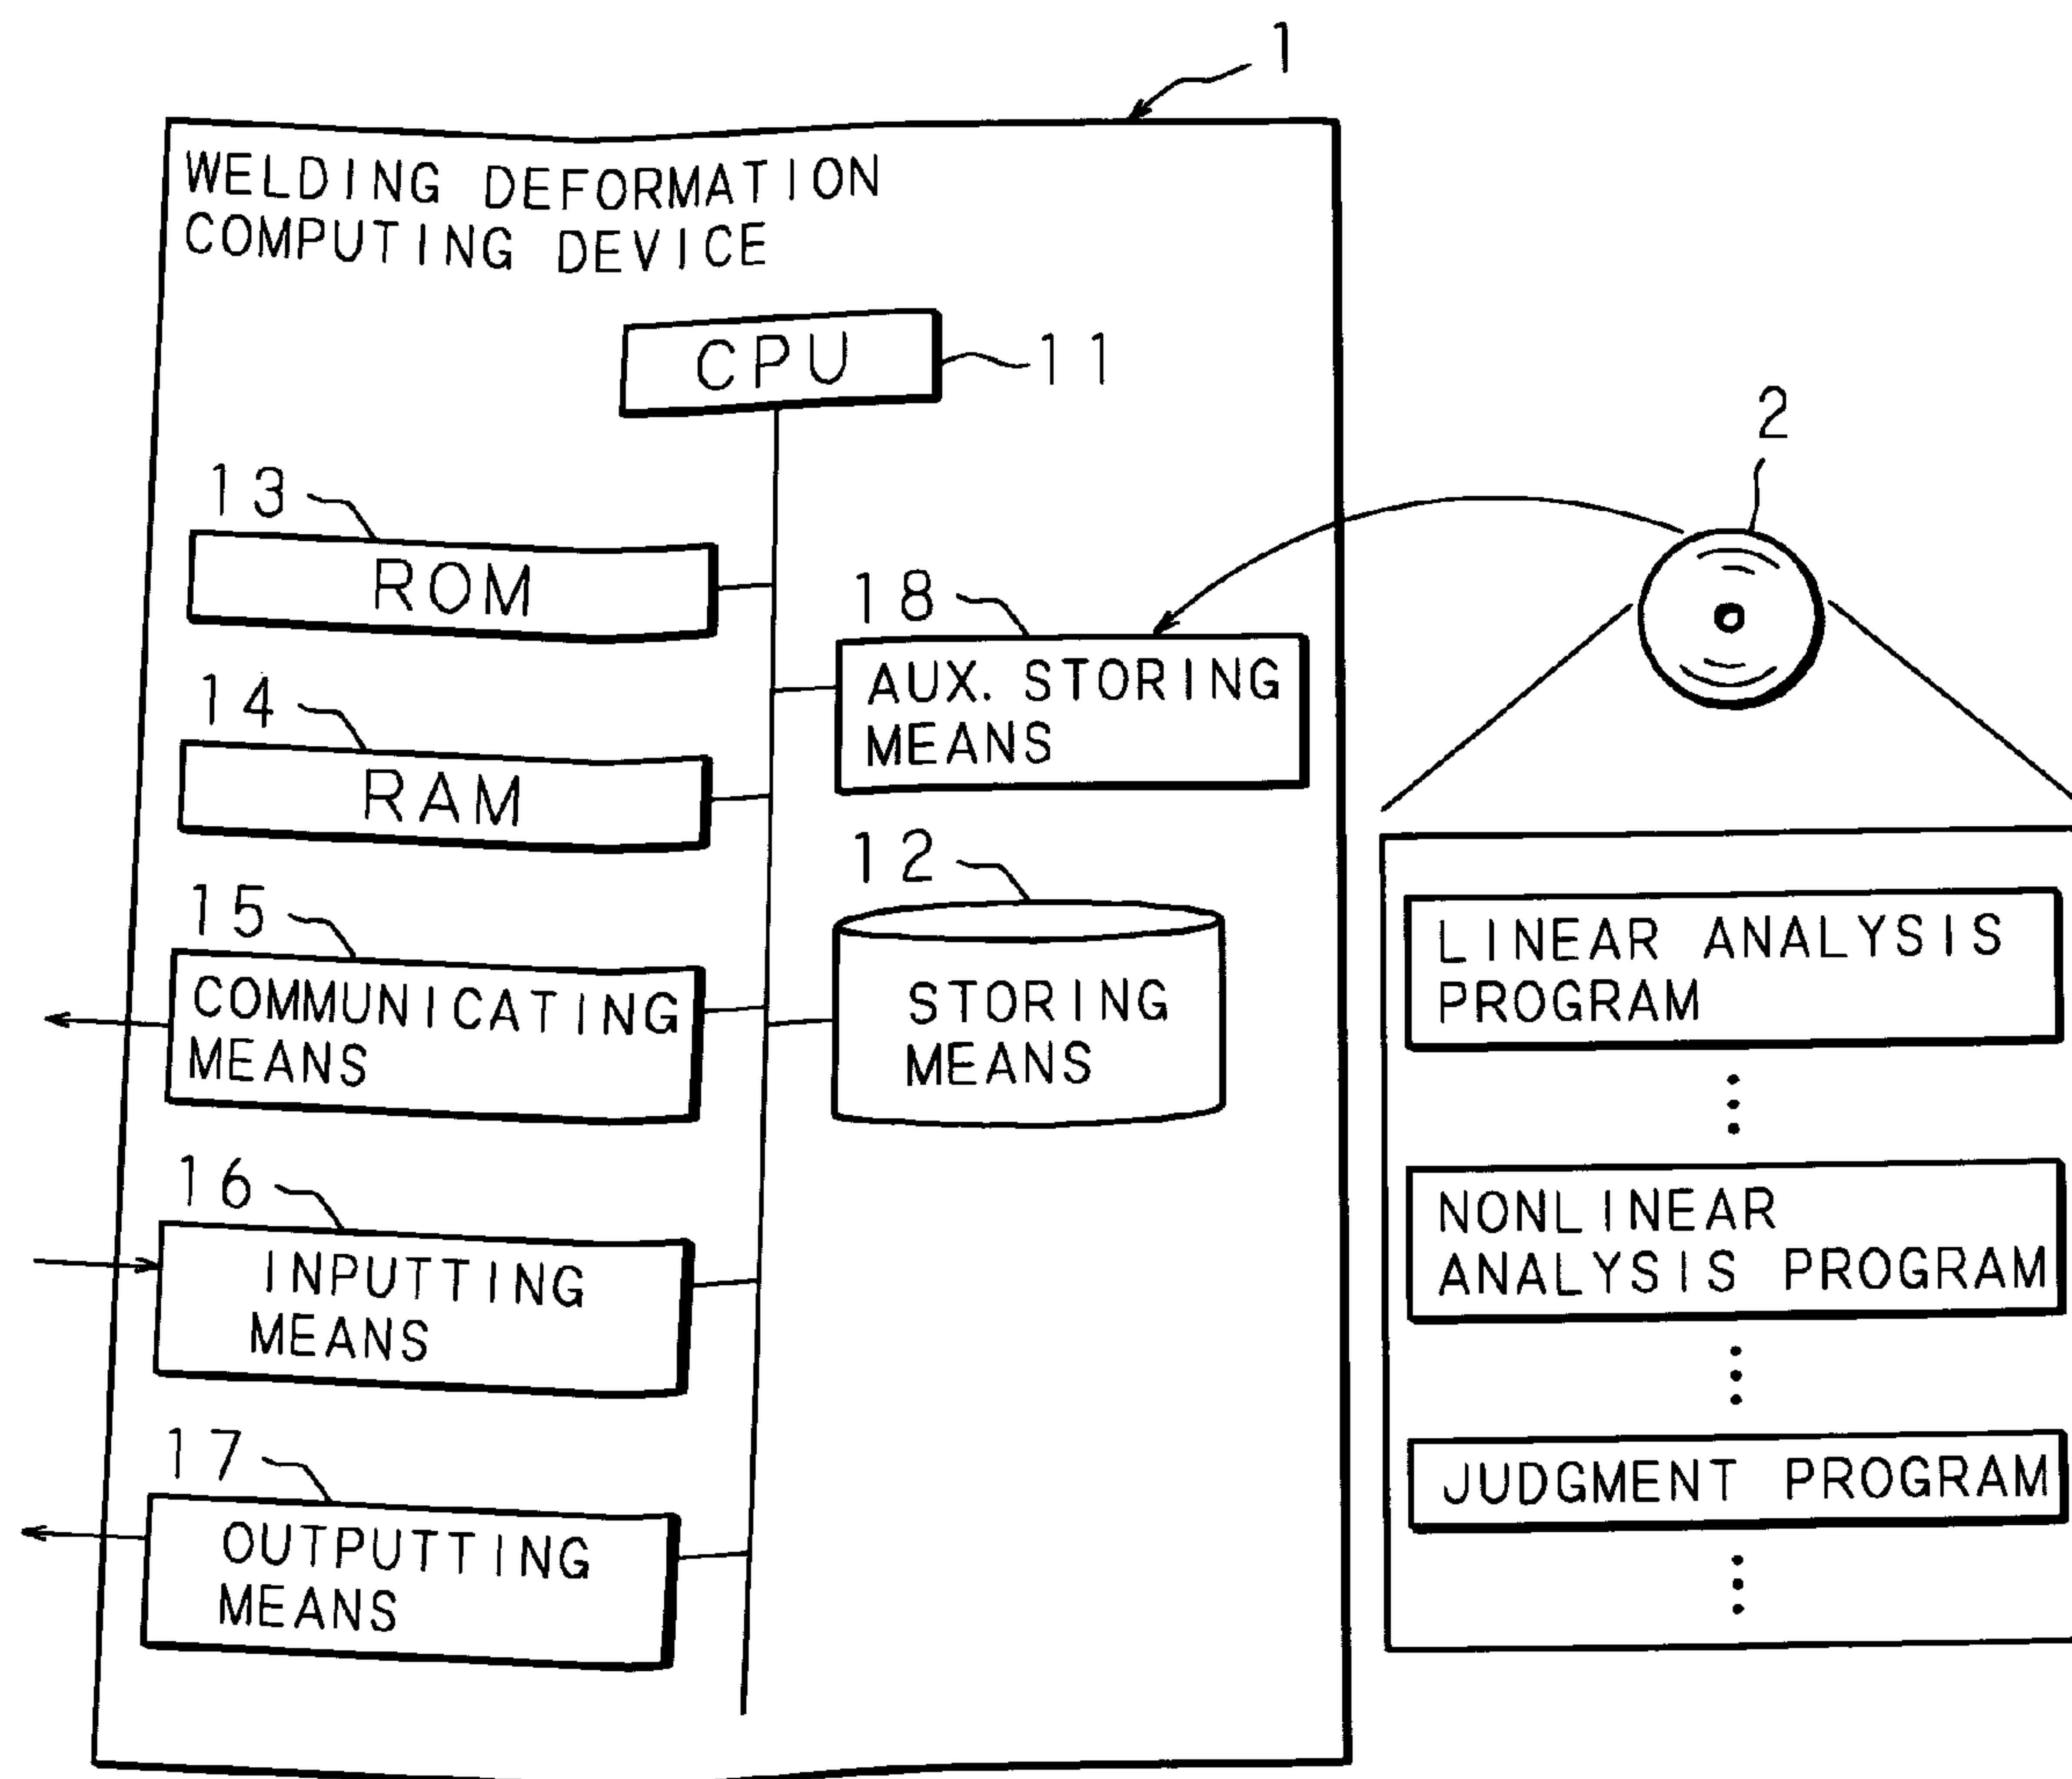 1
WELDING DEFORMATION
COMPUTING DEVICE
CPU
11
2
13
ROM
18
AUX. STORING
MEANS
14
RAM
12
STORING
MEANS
15
COMMUNICATING
MEANS
16
INPUTTING
MEANS
17
OUTPUTTING
MEANS
LINEAR ANALYSIS
PROGRAM
NONLINEAR
ANALYSIS PROGRAM
JUDGMENT PROGRAM